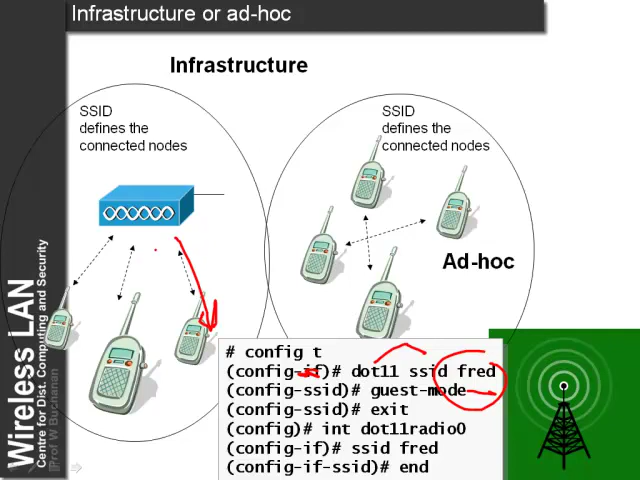 Infrastructure or ad-hoc
Infrastructure
SSID
defines the
connected nodes
SSID
defines the
connected nodes
Ad-hoc
# config t
(config-if)# dot11 ssid fred
(config-ssid)# guest-mode
(config-ssid)# exit
(config)# int dot11radio0
(config-if)# ssid fred
(config-if-ssid)# end
Wireless LAN
Centre for Dist. Computing and Security
Prof W Buchanan